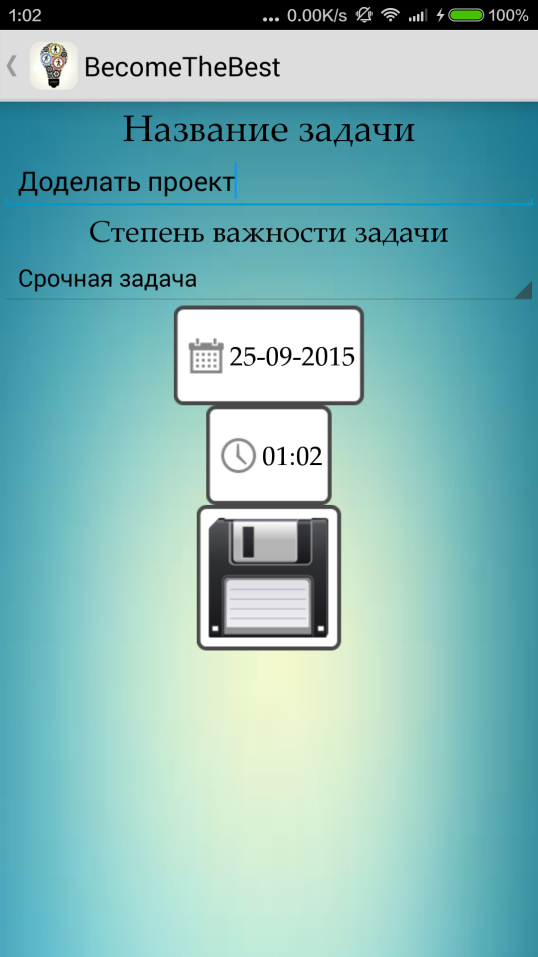 1:02 ... 0.00K/s 100%
BecomeTheBest
Название задачи
Доделать проект
Степень важности задачи
Срочная задача
25-09-2015
01:02